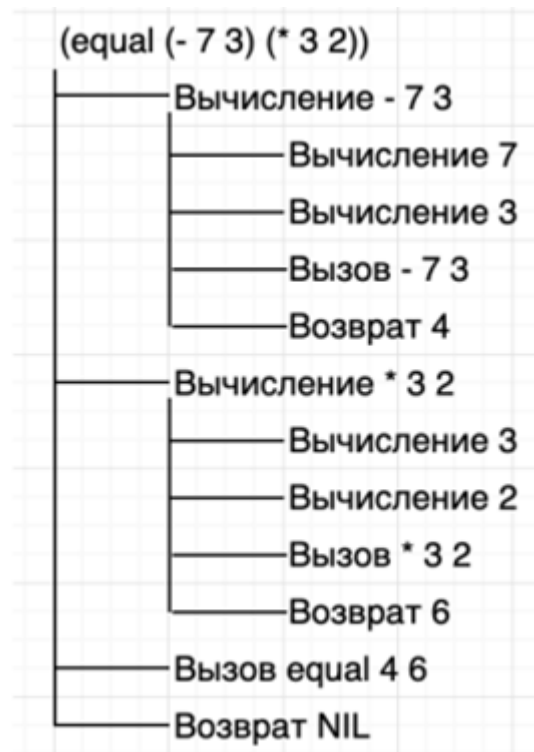 (equal (- 7 3) (* 3 2))
Вычисление - 7 3
Вычисление 7
Вычисление 3
Вызов - 7 3
Возврат 4
Вычисление * 3 2
Вычисление 3
Вычисление 2
Вызов * 3 2
Возврат 6
Вызов equal 4 6
Возврат NIL